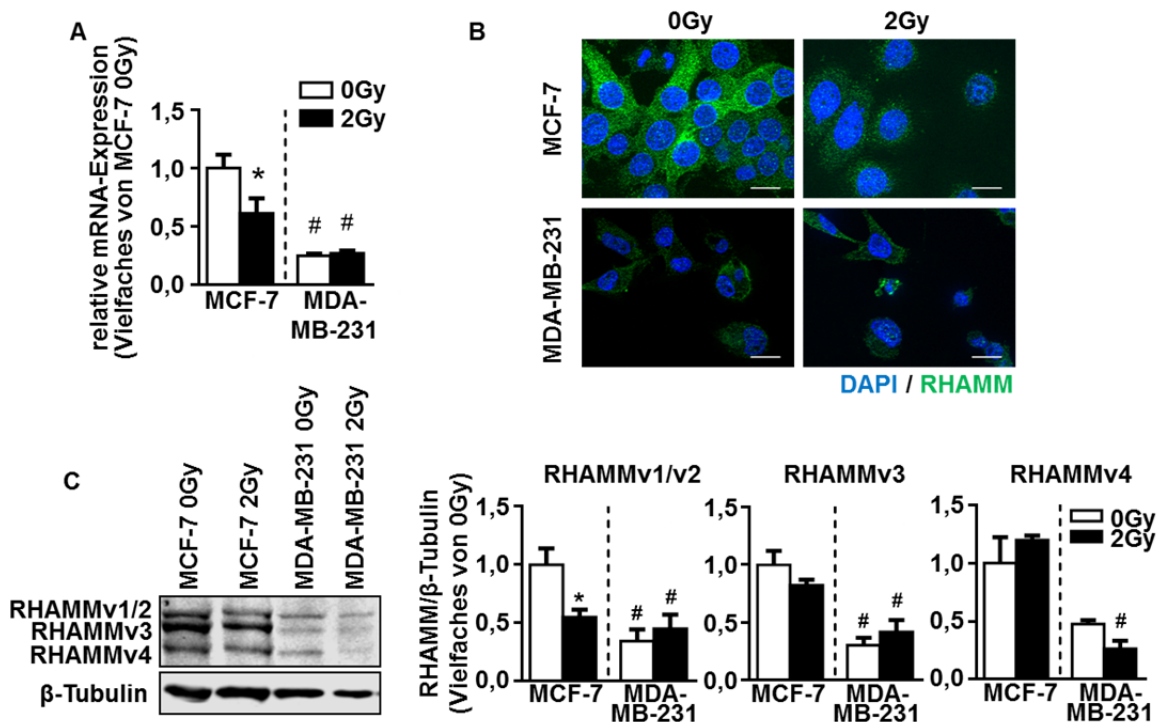 A
relative mRNA-Expression
(Vielfaches von MCF-7 0Gy)
1,5
1,0
0,5
0,0
0Gy
2Gy
*
# #
MCF-7
MDA-
MB-231
B
0Gy 2Gy
MCF-7
MDA-MB-231
DAPI / RHAMM
C
MCF-7 0Gy
MCF-7 2Gy
MDA-MB-231 0Gy
MDA-MB-231 2Gy
RHAMMv1/2
RHAMMv3
RHAMMv4
β-Tubulin
RHAMM/β-Tubulin
(Vielfaches von 0Gy)
RHAMMv1/v2
1,5
1,0
0,5
0,0
*
# #
MCF-7
MDA-
MB-231
RHAMMv3
1,5
1,0
0,5
0,0
# #
MCF-7
MDA-
MB-231
RHAMMv4
1,5
1,0
0,5
0,0
0Gy
2Gy
#
MCF-7
MDA-
MB-231